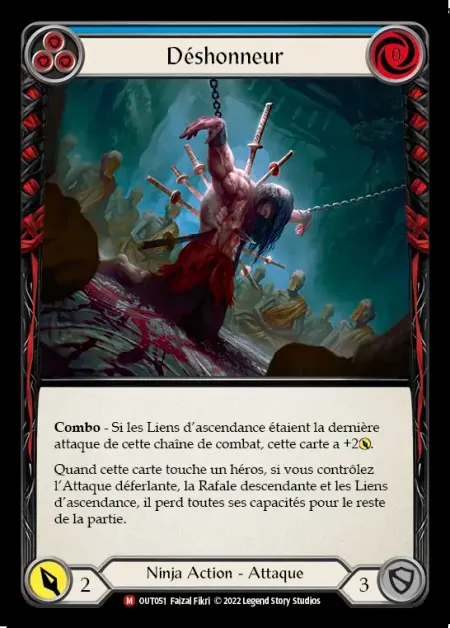 Déshonneur
0
Combo - Si les Liens d'ascendance étaient la dernière
attaque de cette chaîne de combat, cette carte a +2.
Quand cette carte touche un héros, si vous contrôlez
l'Attaque déferlante, la Rafale descendante et les Liens
d'ascendance, il perd toutes ses capacités pour le reste
de la partie.
2
Ninja Action - Attaque
3
M OUT051 Faizal Fikri © 2022 Legend Story Studios